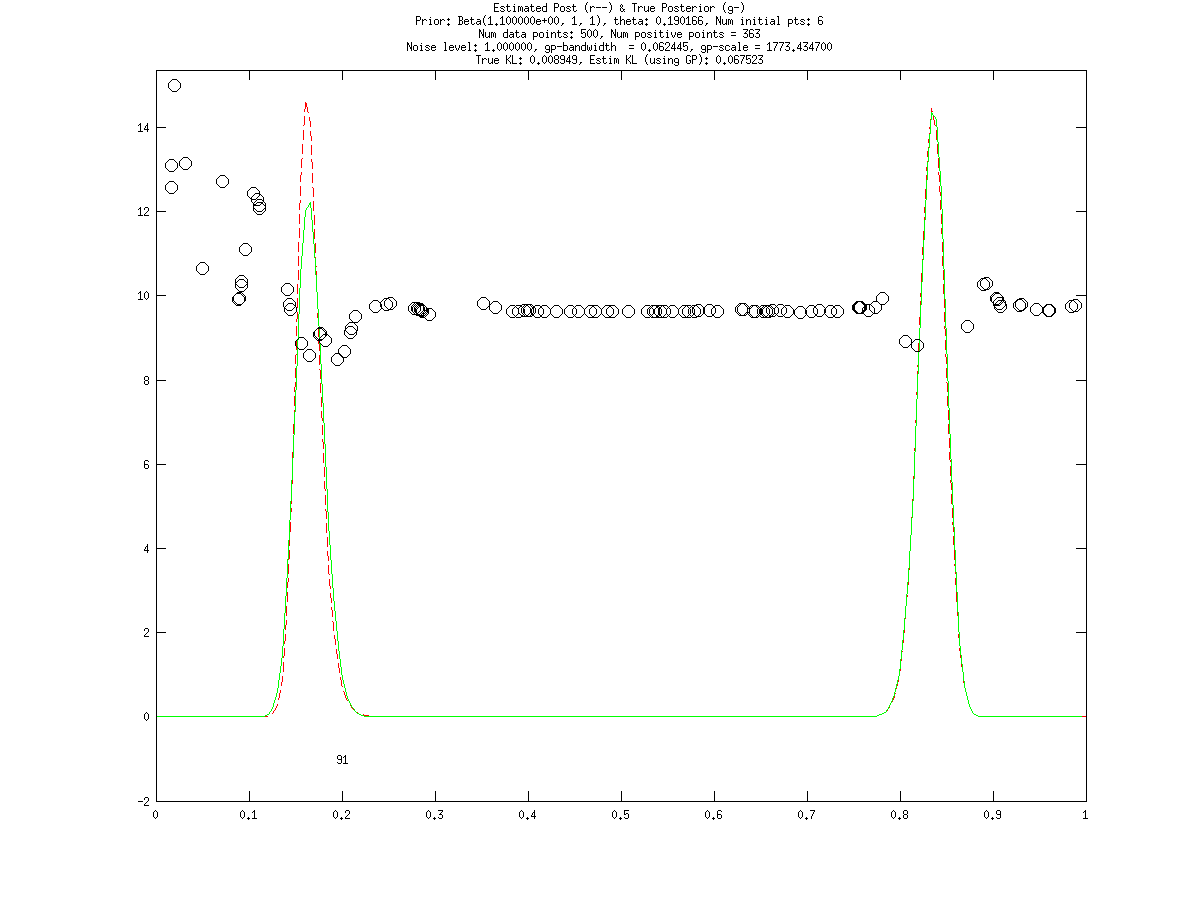 Estimated Post (r--) & True Posterior (g-)
Prior: Beta(1.100000e+00, 1, 1), theta: 0.190166, Num initial pts: 6
Num data points: 500, Num positive points = 363
Noise level: 1.000000, gp-bandwidth  = 0.062445, gp-scale = 1773.434700
True KL: 0.008949, Estim KL (using GP): 0.067523
14
12
10
8
6
4
2
0
91
-2
0 0.1 0.2 0.3 0.4 0.5 0.6 0.7 0.8 0.9 1